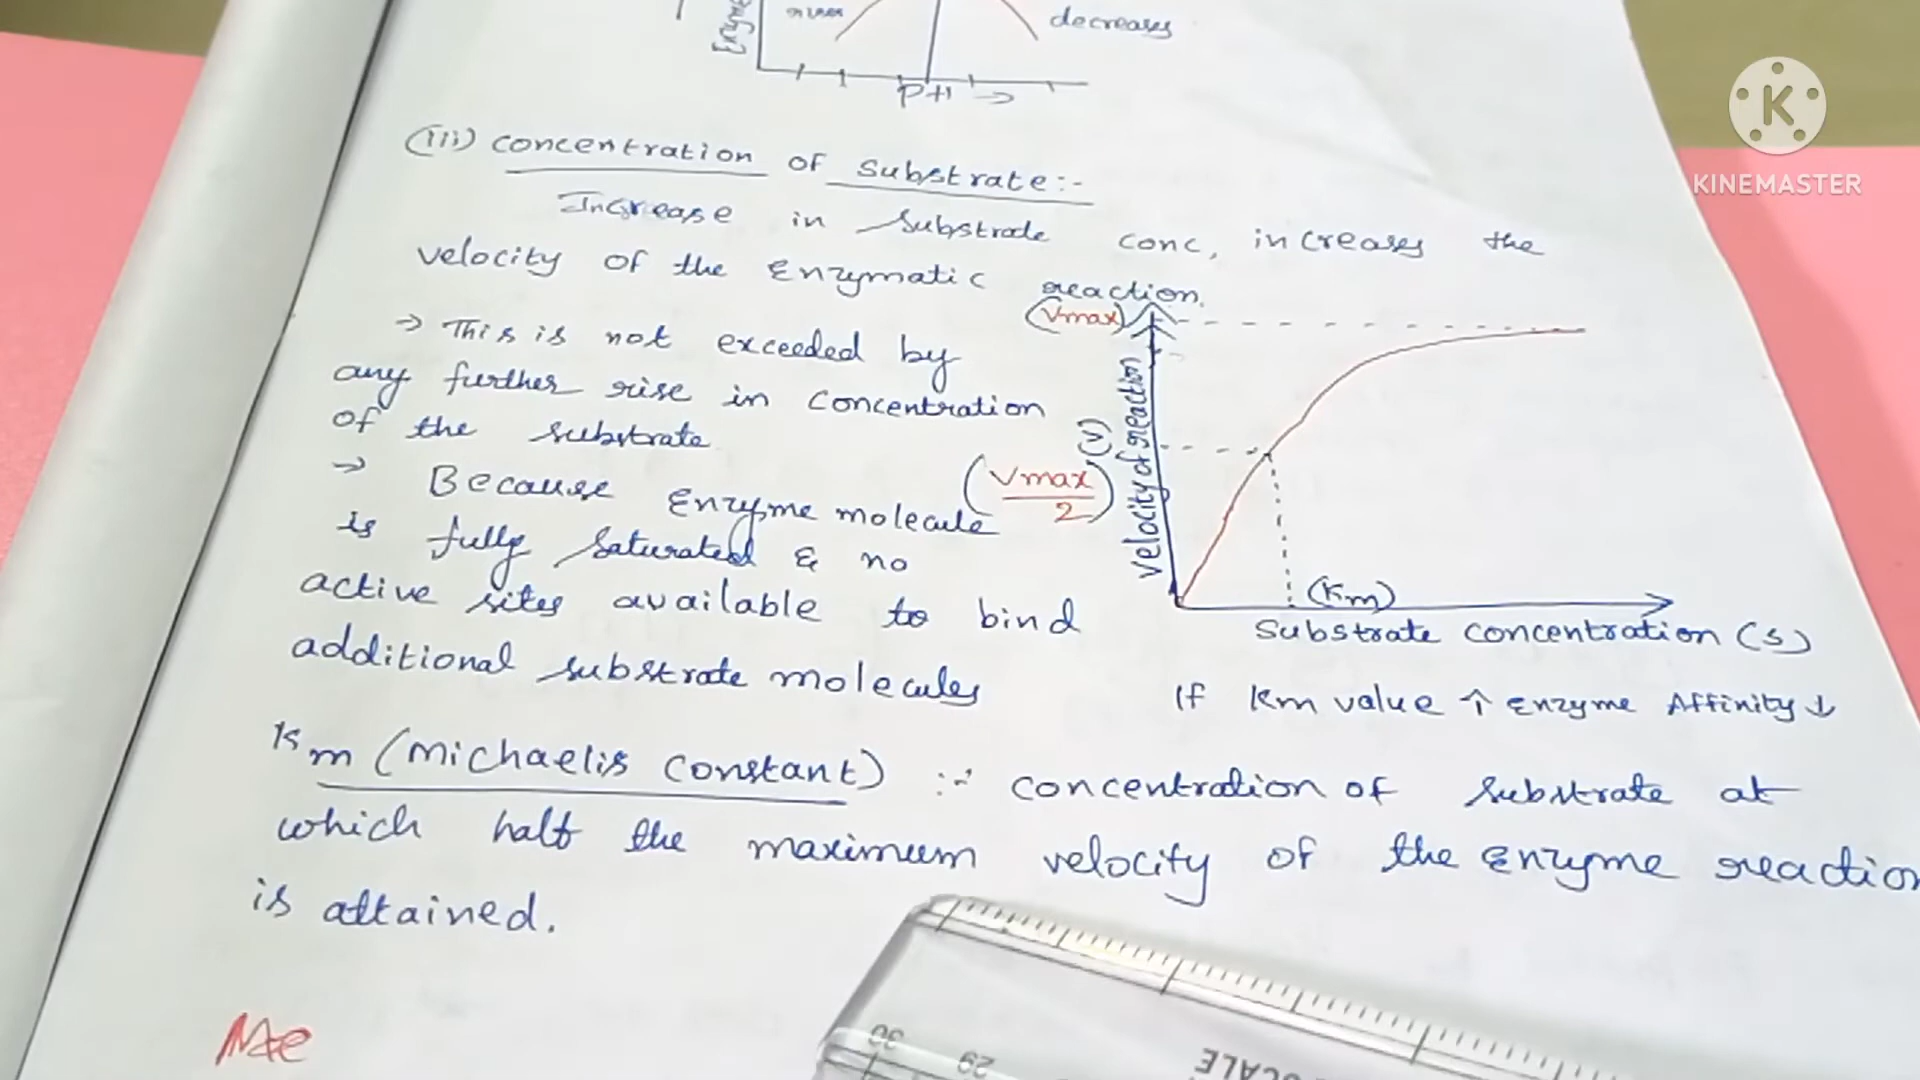 Enzyme
decreases
PH →
K
KINEMASTER
(iii) Concentration of Substrate:-
Increase in substrate conc, increases the
velocity of the Enzymatic reaction.
→ This is not exceeded by
any further rise in concentration
of the substrate
→ Because Enzyme molecule
is fully saturated & no
active sites available to bind
additional substrate molecules
(Vmax)
Velocity of reaction
(V)
(Vmax/2)
(Km)
Substrate concentration (S)
If Km value ↑ Enzyme Affinity ↓
Km (Michaelis constant) :- concentration of substrate at
which half the maximum velocity of the Enzyme reaction
is attained.
30
29
SCALE